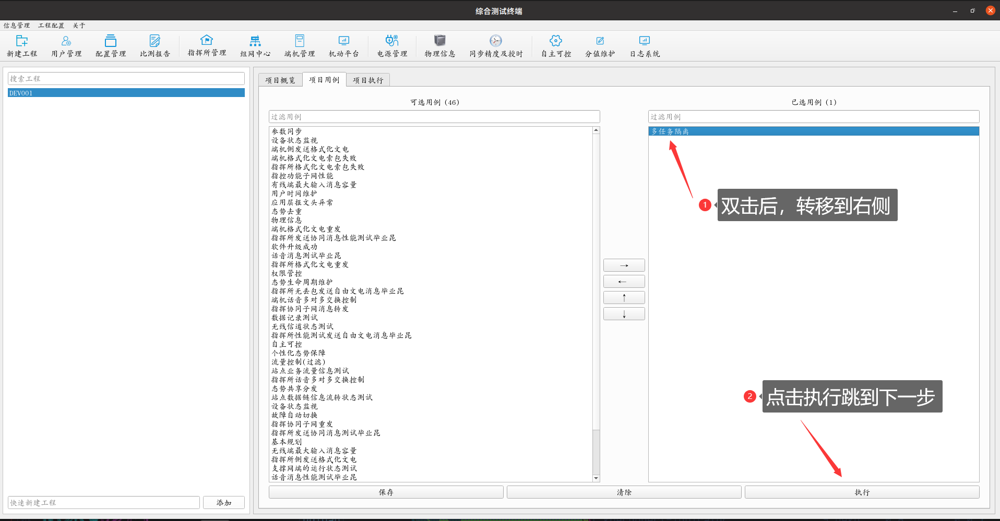 综合测试终端
信息管理 工程配置 关于
新建工程 用户管理 配置管理 比测报告 指挥所管理 组网中心 端机管理 机动平台 电源管理 物理信息 同步精度及授时 自主可控 分值维护 日志系统
搜索工程
DEV001
快速新建工程
添加
项目概览 项目用例 项目执行
可选用例 (46)
过滤用例
参数同步
设备状态监视
端机侧发送格式化文电
端机格式化文电索包失败
指挥所格式化文电索包失败
指控功能子网性能
有线端最大输入消息容量
用户时间维护
应用层报文头异常
态势去重
物理信息
端机格式化文电重发
指挥所发送协同消息性能测试毕业昆
软件升级成功
话音消息测试毕业昆
指挥所格式化文电重发
权限管控
态势生命周期维护
指挥所无丢包发送自由文电消息毕业昆
端机话音多对多交换控制
指挥协同子网消息转发
数据记录测试
无线信道状态测试
指挥所性能测试发送自由文电消息毕业昆
自主可控
个性化态势保障
流量控制(过滤)
站点业务流量信息测试
指挥所话音多对多交换控制
态势共享分发
站点数据链信息流转状态测试
设备状态监视
故障自动切换
指挥协同子网重发
指挥所发送协同消息测试毕业昆
基本规划
无线端最大输入消息容量
指挥所侧发送格式化文电
支撑网端的运行状态测试
话音消息性能测试毕业昆
→
←
↑
↓
已选用例 (1)
过滤用例
多任务隔离
1 双击后，转移到右侧
2 点击执行跳到下一步
保存 清除 执行